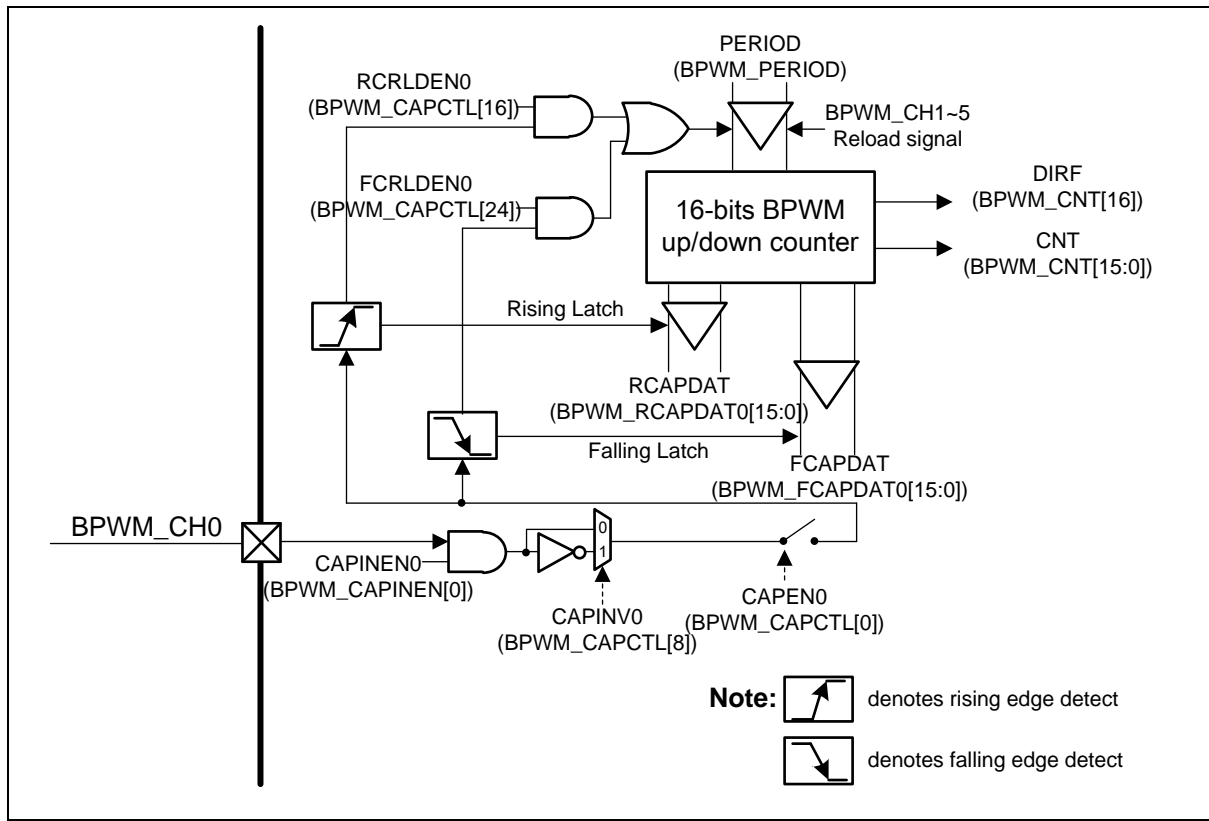 PERIOD
(BPWM_PERIOD)
RCRLDEN0
(BPWM_CAPCTL[16])
BPWM_CH1~5
Reload signal
FCRLDEN0
(BPWM_CAPCTL[24])
16-bits BPWM
up/down counter
DIRF
(BPWM_CNT[16])
CNT
(BPWM_CNT[15:0])
Rising Latch
RCAPDAT
(BPWM_RCAPDAT0[15:0])
Falling Latch
FCAPDAT
(BPWM_FCAPDAT0[15:0])
BPWM_CH0
0
1
CAPINEN0
(BPWM_CAPINEN[0])
CAPINV0
(BPWM_CAPCTL[8])
CAPEN0
(BPWM_CAPCTL[0])
Note:
denotes rising edge detect
denotes falling edge detect